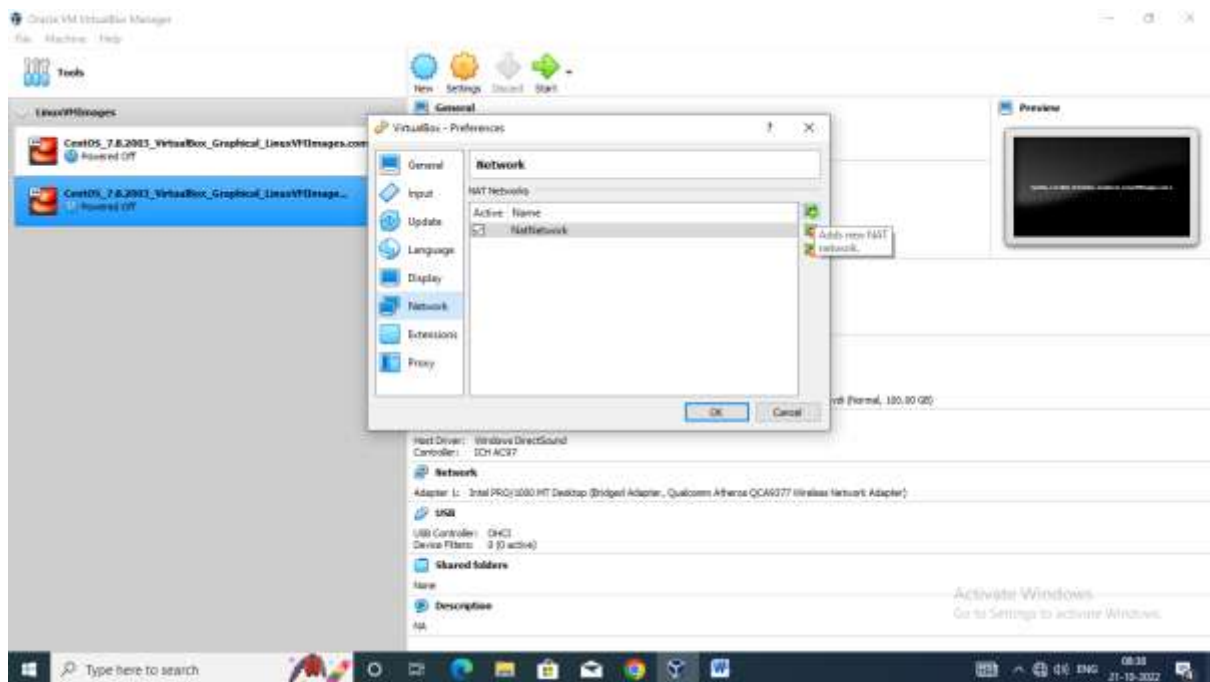 Oracle VM VirtualBox Manager
File Machine Help
Tools
New Settings Discard Start
LinuxVMImages
CentOS_7.8.2003_VirtualBox_Graphical_LinuxVMImages.com
Powered Off
CentOS_7.8.2003_VirtualBox_Graphical_LinuxVMImage...
Powered Off
General
Preview
VirtualBox - Preferences ? ×
General
Input
Update
Language
Display
Network
Extensions
Proxy
Network
NAT Networks
Active Name
NatNetwork
Adds new NAT
network.
OK Cancel
(Normal, 100.00 GB)
Host Driver: Windows DirectSound
Controller: ICH AC97
Network
Adapter 1: Intel PRO/1000 MT Desktop (Bridged Adapter, Qualcomm Atheros QCA9377 Wireless Network Adapter)
USB
USB Controller: OHCI
Device Filters: 0 (0 active)
Shared folders
None
Description
NA
Activate Windows
Go to Settings to activate Windows.
Type here to search
ENG
08:38
21-10-2022